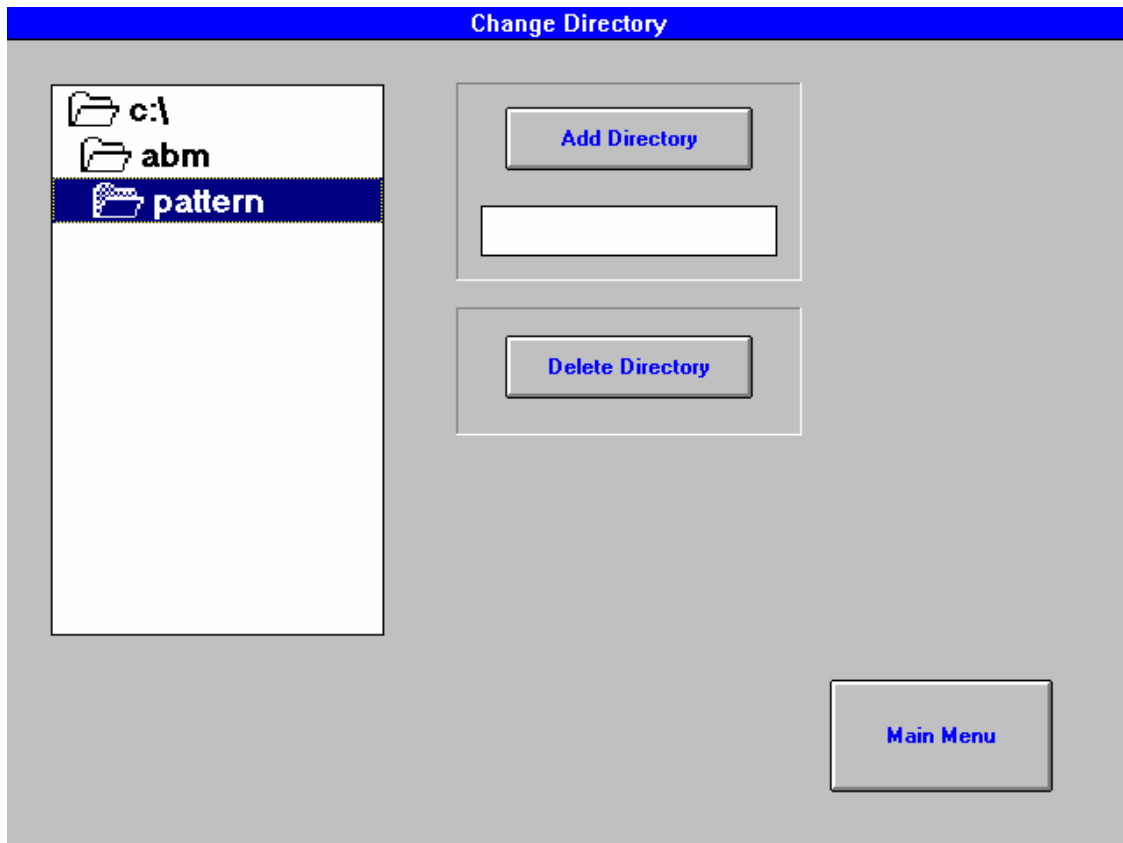 Change Directory
c:\
abm
pattern
Add Directory
Delete Directory
Main Menu